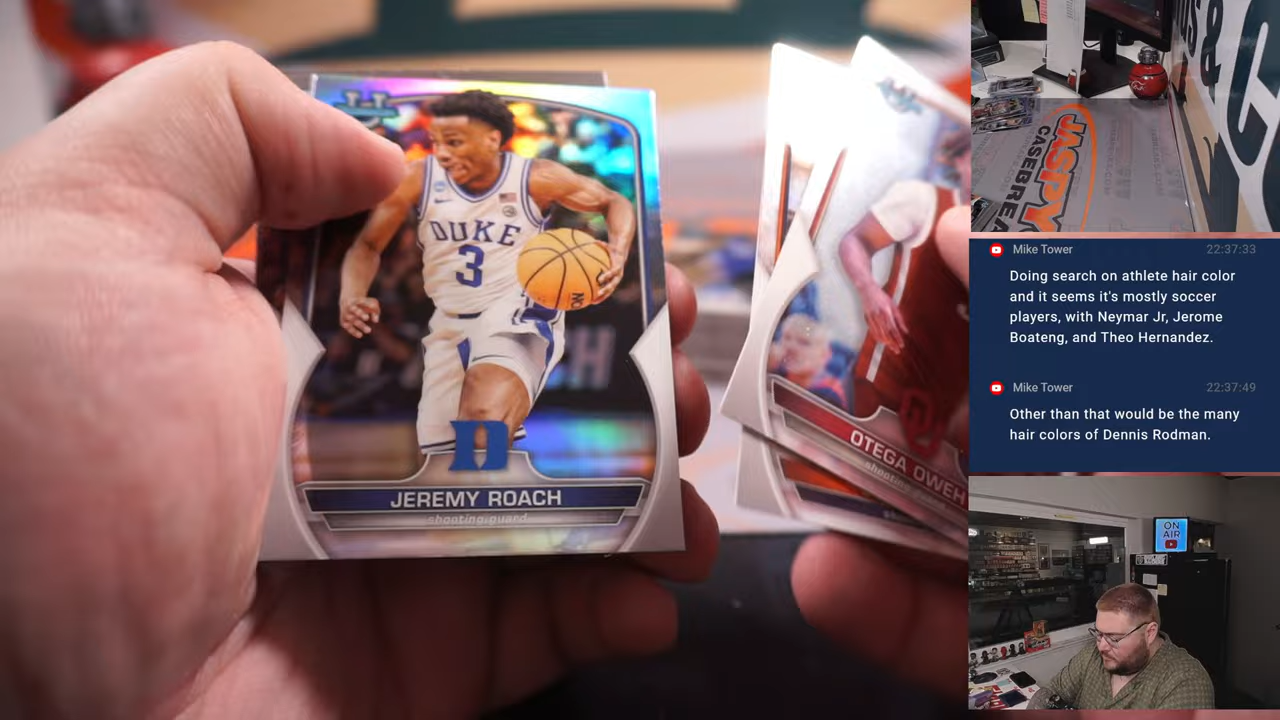 DUKE
3
D
JEREMY ROACH
shooting guard
OTEGA OWEH
shooting guard
JASPY
CASEBREA
Mike Tower 22:37:33
Doing search on athlete hair color
and it seems it's mostly soccer
players, with Neymar Jr, Jerome
Boateng, and Theo Hernandez.
Mike Tower 22:37:49
Other than that would be the many
hair colors of Dennis Rodman.
ON
AIR